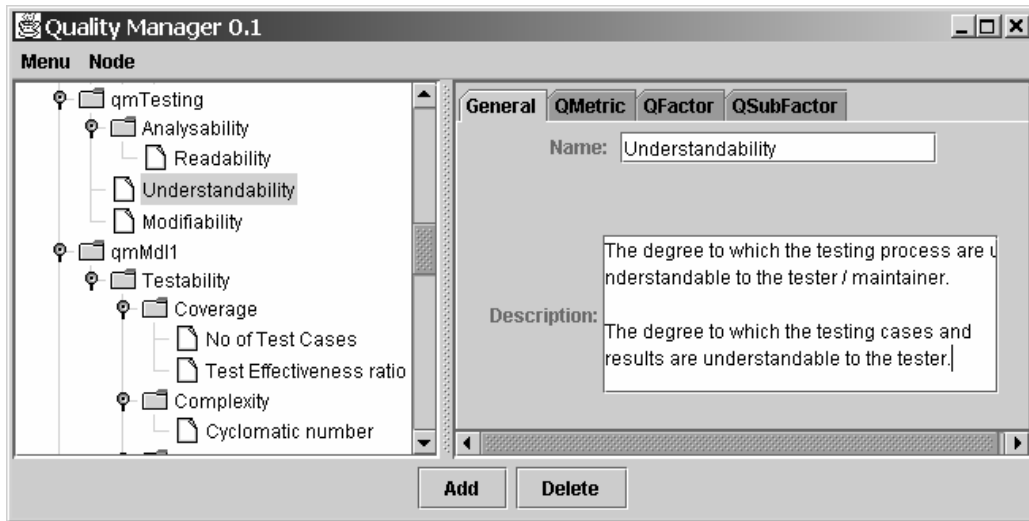 Quality Manager 0.1
Menu Node
qmTesting
Analysability
Readability
Understandability
Modifiability
qmMdl1
Testability
Coverage
No of Test Cases
Test Effectiveness ratio
Complexity
Cyclomatic number
General QMetric QFactor QSubFactor
Name: Understandability
Description:
The degree to which the testing process are u
nderstandable to the tester / maintainer.
The degree to which the testing cases and
results are understandable to the tester.
Add Delete